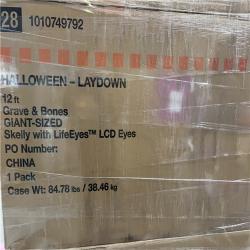 28 1010749792
HALLOWEEN - LAYDOWN
12 ft
Grave & Bones
GIANT-SIZED
Skelly with LifeEyes™ LCD Eyes
PO Number:
CHINA
1 Pack
Case Wt: 84.78 lbs / 38.46 kg